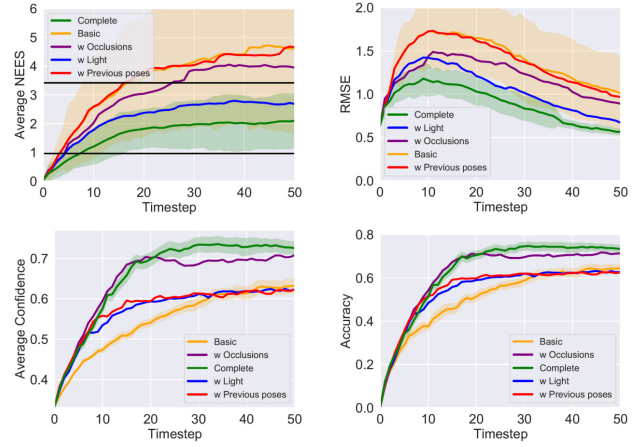 Average NEES
6
5
4
3
2
1
0
Complete
Basic
w Occlusions
w Light
w Previous poses
0 10 20 30 40 50
Timestep
RMSE
2.0
1.5
1.0
0.5
0.0
Complete
w Light
w Occlusions
Basic
w Previous poses
0 10 20 30 40 50
Timestep
Average Confidence
0.7
0.6
0.5
0.4
Basic
w Occlusions
Complete
w Light
w Previous poses
0 10 20 30 40 50
Timestep
Accuracy
0.8
0.6
0.4
0.2
0.0
Basic
w Occlusions
Complete
w Light
w Previous poses
0 10 20 30 40 50
Timestep